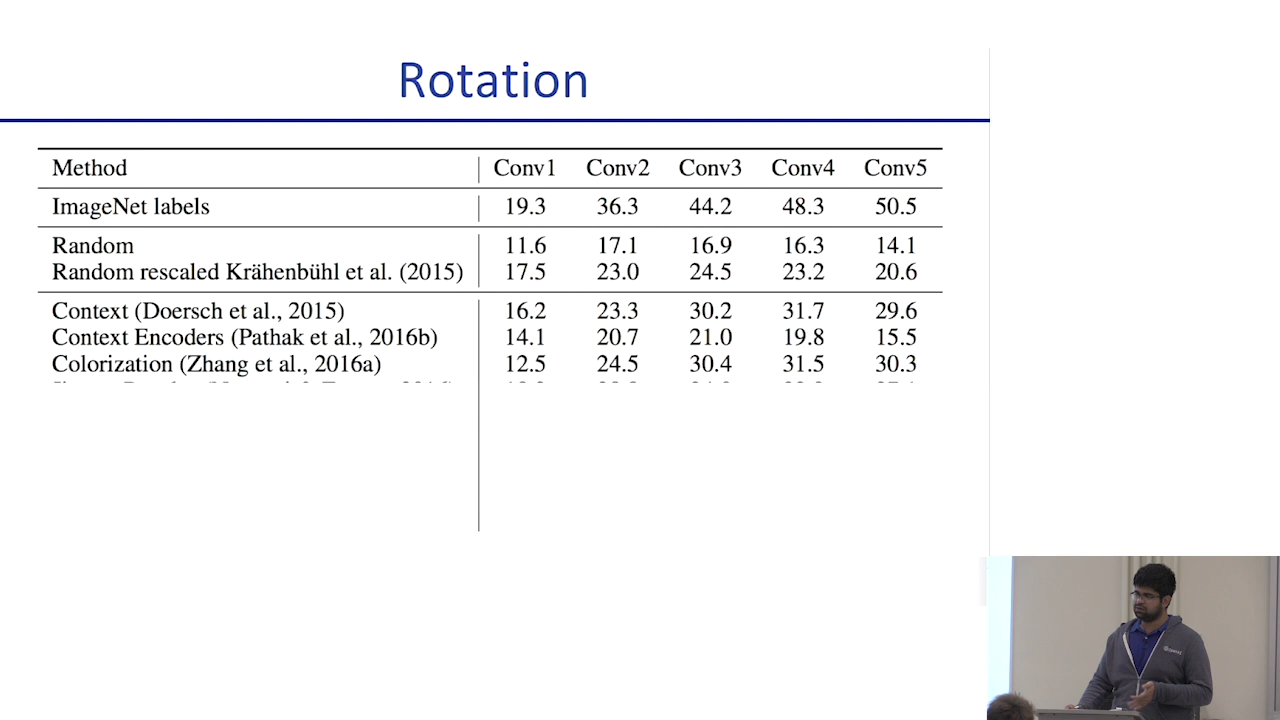 Rotation
Method Conv1 Conv2 Conv3 Conv4 Conv5
ImageNet labels 19.3 36.3 44.2 48.3 50.5
Random 11.6 17.1 16.9 16.3 14.1
Random rescaled Krähenbühl et al. (2015) 17.5 23.0 24.5 23.2 20.6
Context (Doersch et al., 2015) 16.2 23.3 30.2 31.7 29.6
Context Encoders (Pathak et al., 2016b) 14.1 20.7 21.0 19.8 15.5
Colorization (Zhang et al., 2016a) 12.5 24.5 30.4 31.5 30.3